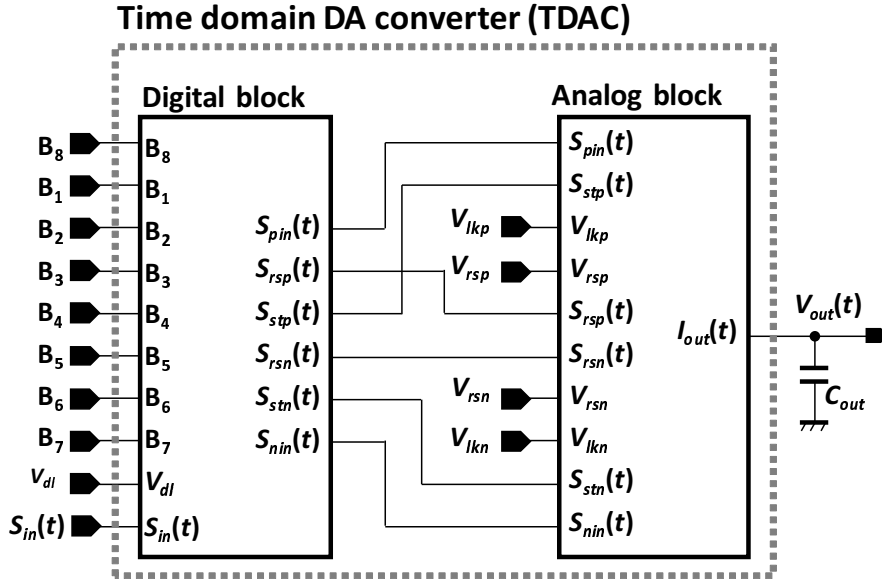 Time domain DA converter (TDAC)
Digital block
B8
B1
B2
B3
B4
B5
B6
B7
Vdl
Sin(t)
B8
B1
B2
B3
B4
B5
B6
B7
Vdl
Sin(t)
Spin(t)
Srsp(t)
Sstp(t)
Srsn(t)
Sstn(t)
Snin(t)
Vlkp
Vrsp
Vrsn
Vlkn
Analog block
Spin(t)
Sstp(t)
Vlkp
Vrsp
Srsp(t)
Srsn(t)
Vrsn
Vlkn
Sstn(t)
Snin(t)
Iout(t)
Vout(t)
Cout